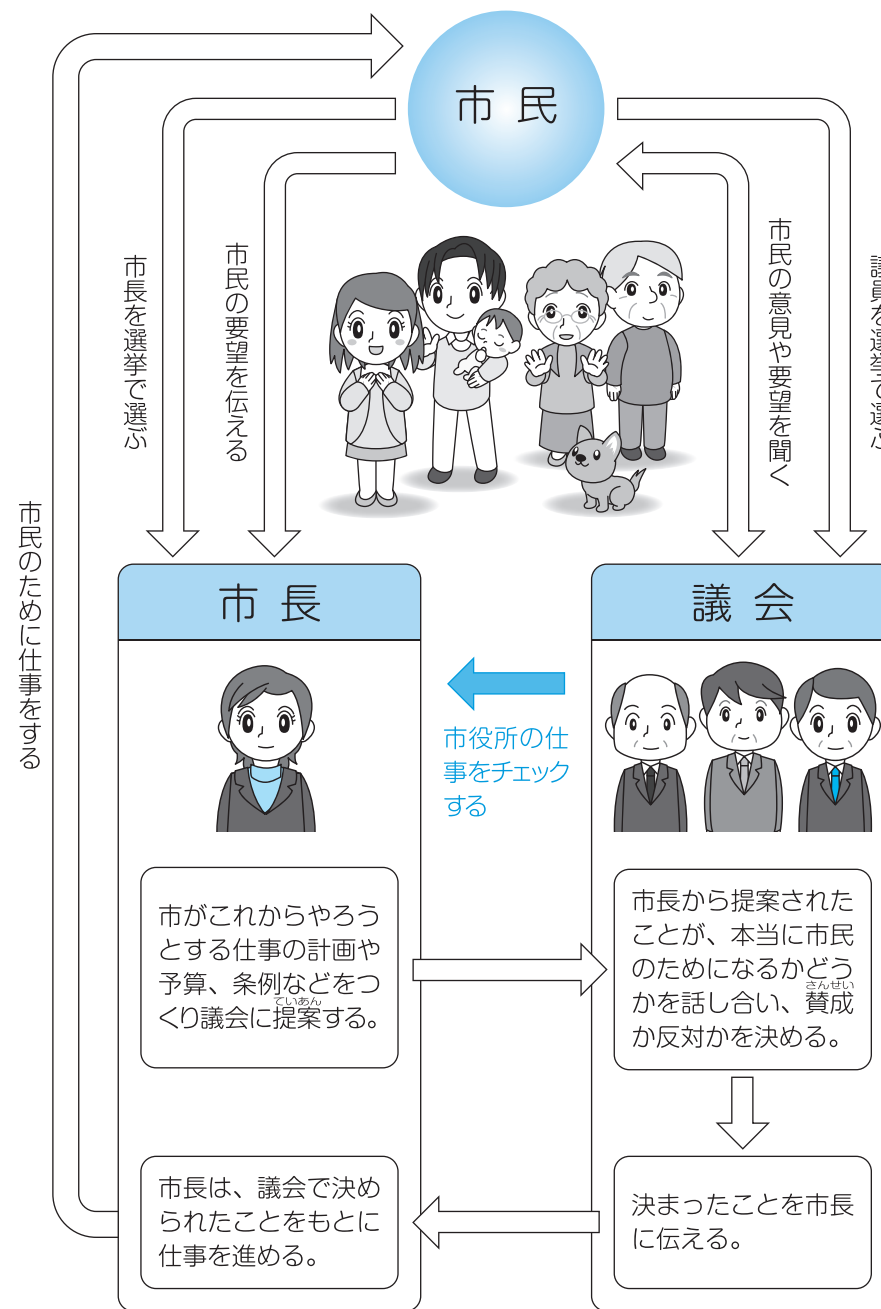 市民
市長を選挙で選ぶ
市民の要望を伝える
市民の意見や要望を聞く
議員を選挙で選ぶ
市民のために仕事をする
市長
議会
市役所の仕
事をチェック
する
市がこれからやろう
とする仕事の計画や
予算、条例などをつ
ていあん
くり議会に提案する。
市長から提案された
ことが、本当に市民
のためになるかどう
さんせい
かを話し合い、賛成
か反対かを決める。
市長は、議会で決め
られたことをもとに
仕事を進める。
決まったことを市長
に伝える。